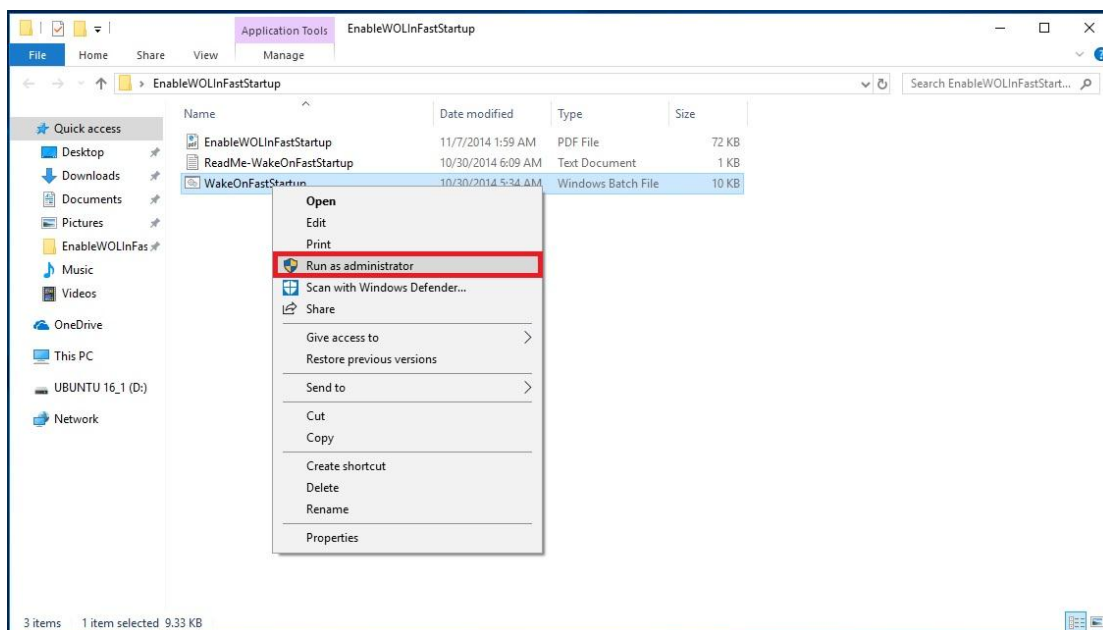 Application Tools EnableWOLInFastStartup
File Home Share View Manage
EnableWOLInFastStartup Search EnableWOLInFastStart...
Name Date modified Type Size
Quick access
Desktop
Downloads
Documents
Pictures
EnableWOLInFas
Music
Videos
OneDrive
This PC
UBUNTU 16_1 (D:)
Network
EnableWOLInFastStartup 11/7/2014 1:59 AM PDF File 72 KB
ReadMe-WakeOnFastStartup 10/30/2014 6:09 AM Text Document 1 KB
WakeOnFastStartup 10/30/2014 5:34 AM Windows Batch File 10 KB
Open
Edit
Print
Run as administrator
Scan with Windows Defender...
Share
Give access to
Restore previous versions
Send to
Cut
Copy
Create shortcut
Delete
Rename
Properties
3 items 1 item selected 9.33 KB